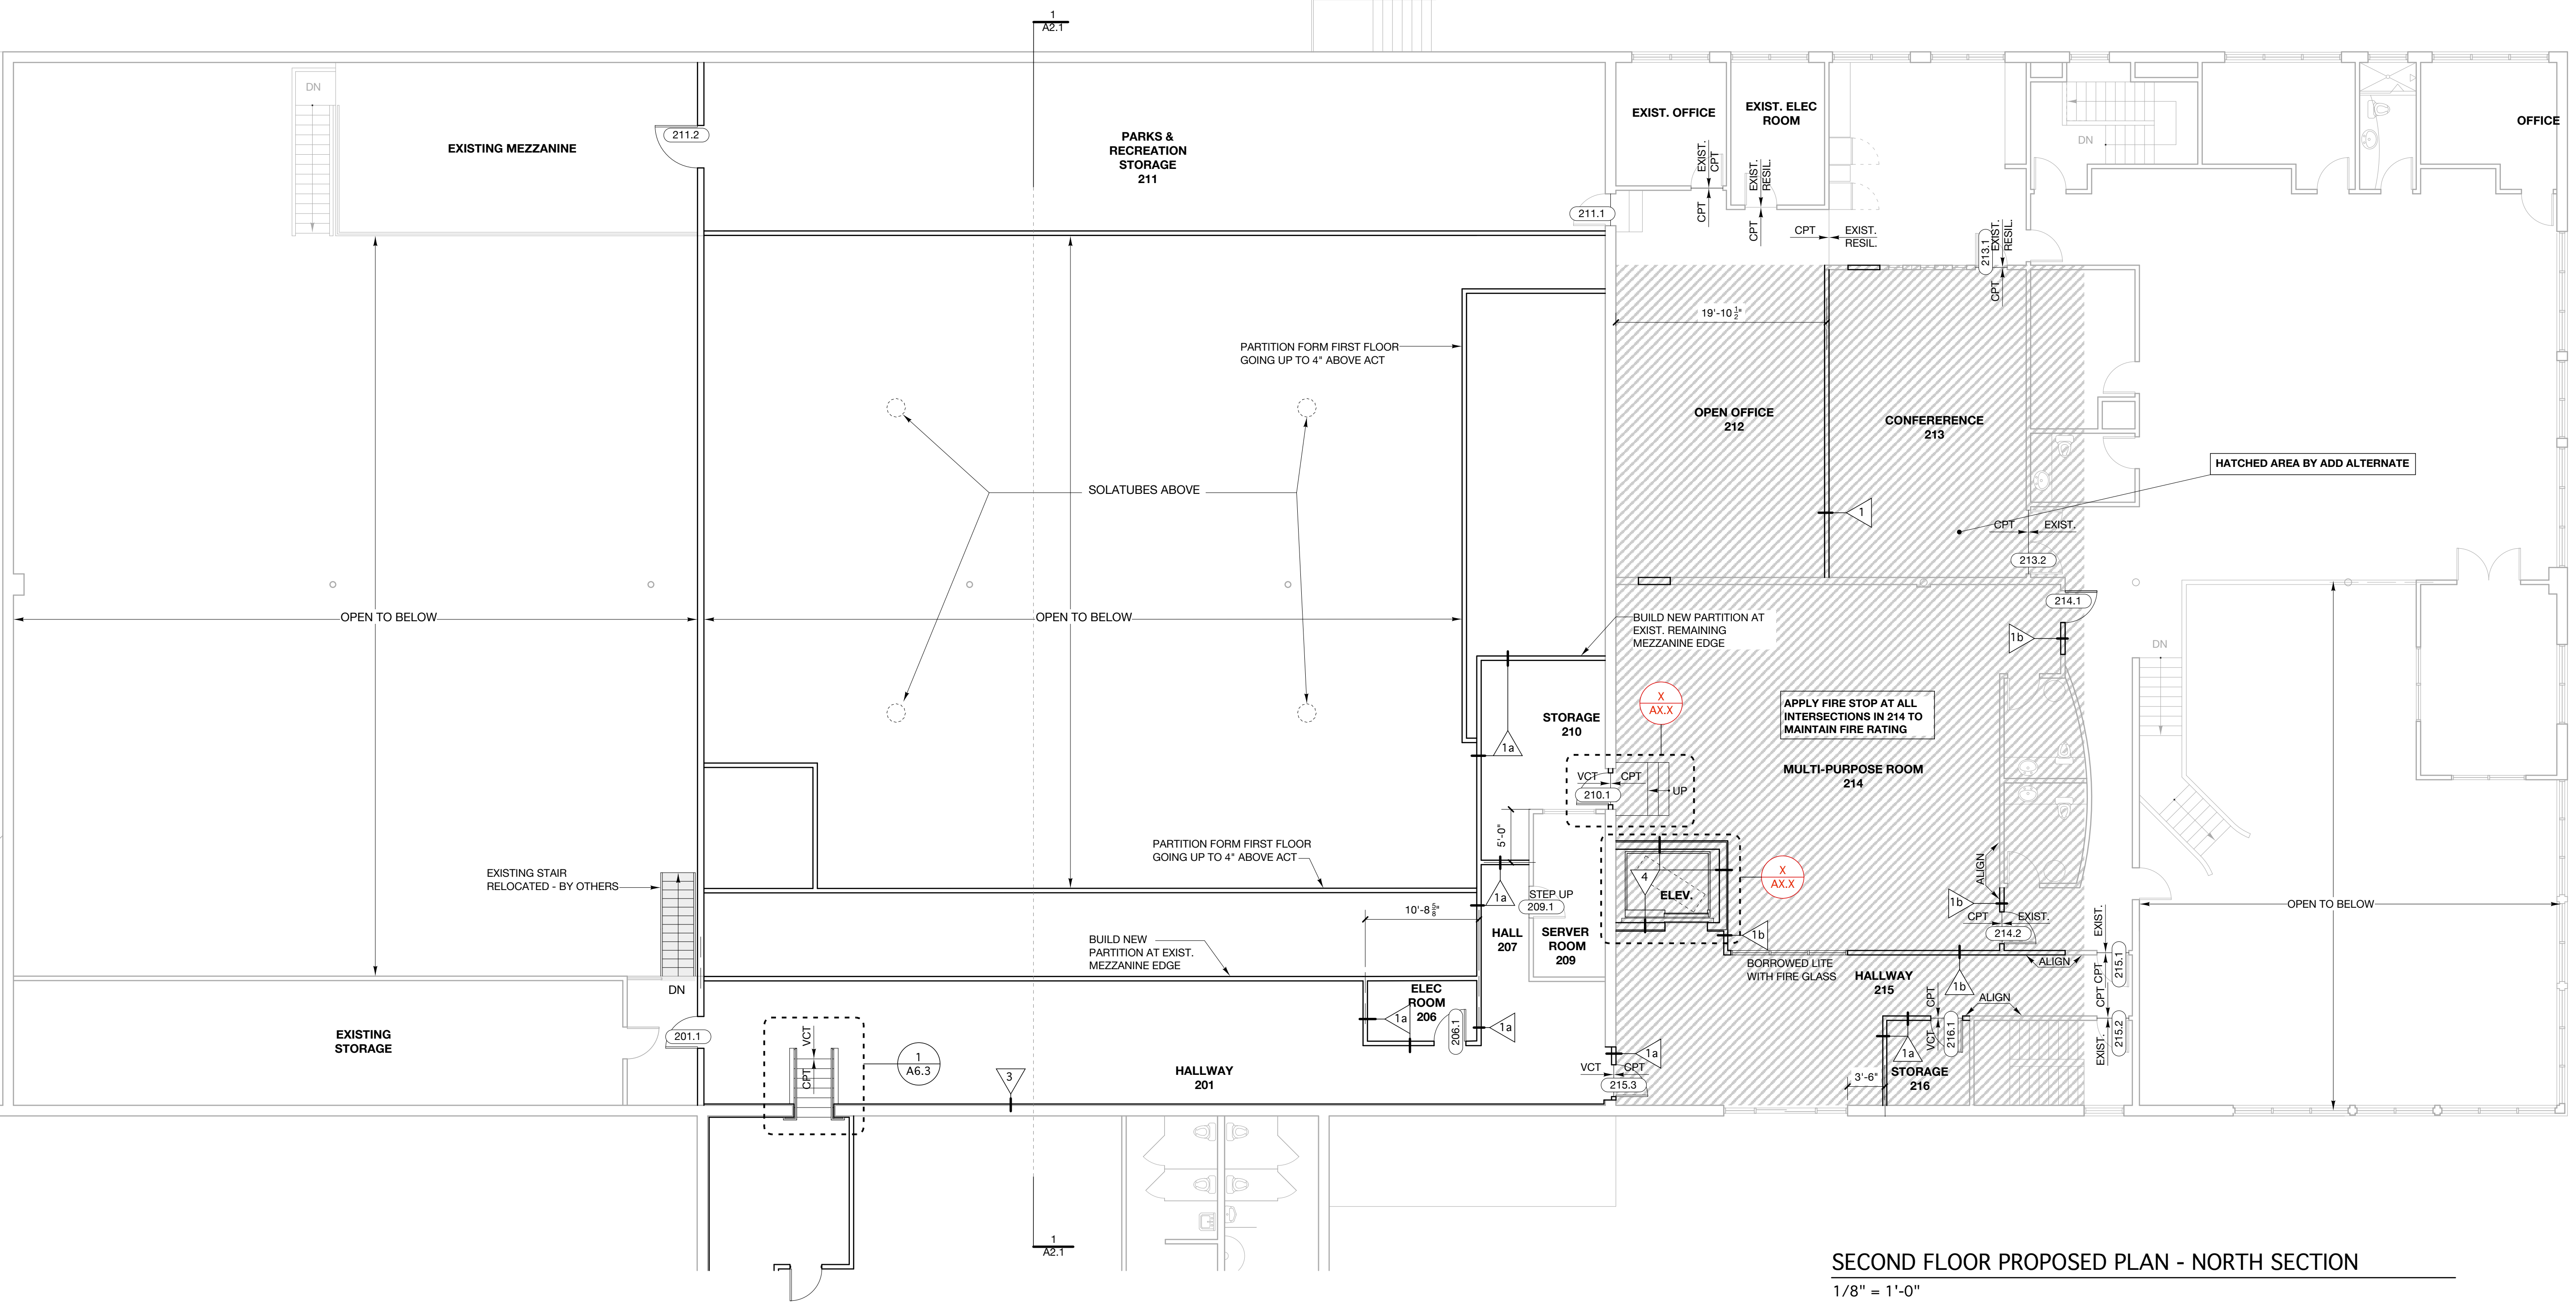 1
A2.1
DN
EXISTING MEZZANINE
211.2
PARKS &
RECREATION
STORAGE
211
211.1
EXIST. OFFICE
EXIST. ELEC
ROOM
EXIST.
CPT
CPT
EXIST.
RESIL.
CPT
CPT
EXIST.
RESIL.
213.1
EXIST.
RESIL.
CPT
DN
OFFICE
19'-10 1/2"
PARTITION FORM FIRST FLOOR
GOING UP TO 4" ABOVE ACT
OPEN OFFICE
212
CONFERERENCE
213
HATCHED AREA BY ADD ALTERNATE
SOLATUBES ABOVE
1
CPT
EXIST.
213.2
OPEN TO BELOW
OPEN TO BELOW
BUILD NEW PARTITION AT
EXIST. REMAINING
MEZZANINE EDGE
214.1
1b
DN
X
AX.X
APPLY FIRE STOP AT ALL
INTERSECTIONS IN 214 TO
MAINTAIN FIRE RATING
STORAGE
210
1a
MULTI-PURPOSE ROOM
214
VCT
CPT
210.1
UP
5'-0"
PARTITION FORM FIRST FLOOR
GOING UP TO 4" ABOVE ACT
EXISTING STAIR
RELOCATED - BY OTHERS
X
AX.X
4
ELEV.
ALIGN
1a
STEP UP
209.1
10'-8 5/8"
1b
CPT
EXIST.
214.2
EXIST.
OPEN TO BELOW
HALL
207
SERVER
ROOM
209
1b
BUILD NEW
PARTITION AT EXIST.
MEZZANINE EDGE
BORROWED LITE
WITH FIRE GLASS
ALIGN
CPT
215.1
HALLWAY
215
1b
DN
ELEC
ROOM
206
1a
206.1
1a
CPT
ALIGN
CPT
EXISTING
STORAGE
201.1
VCT
CPT
1
A6.3
VCT
216.1
EXIST.
215.2
1a
1a
HALLWAY
201
3
VCT
CPT
215.3
3'-6"
STORAGE
216
1
A2.1
SECOND FLOOR PROPOSED PLAN - NORTH SECTION
1/8" = 1'-0"